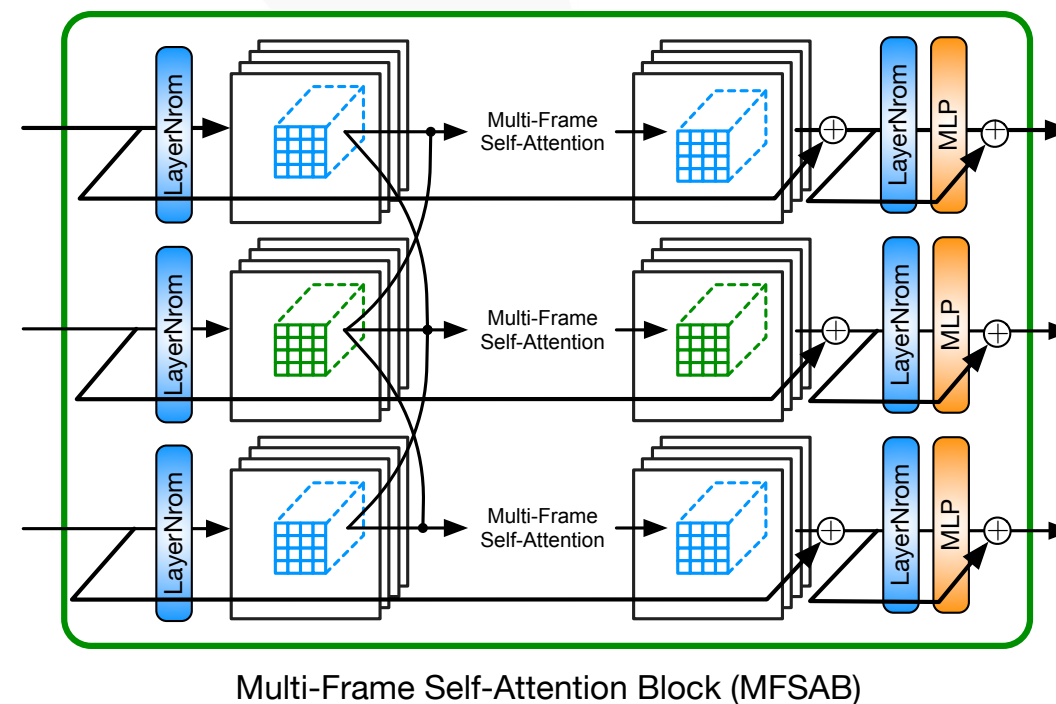 LayerNrom
Multi-Frame
Self-Attention
LayerNrom
MLP
LayerNrom
Multi-Frame
Self-Attention
LayerNrom
MLP
LayerNrom
Multi-Frame
Self-Attention
LayerNrom
MLP
Multi-Frame Self-Attention Block (MFSAB)